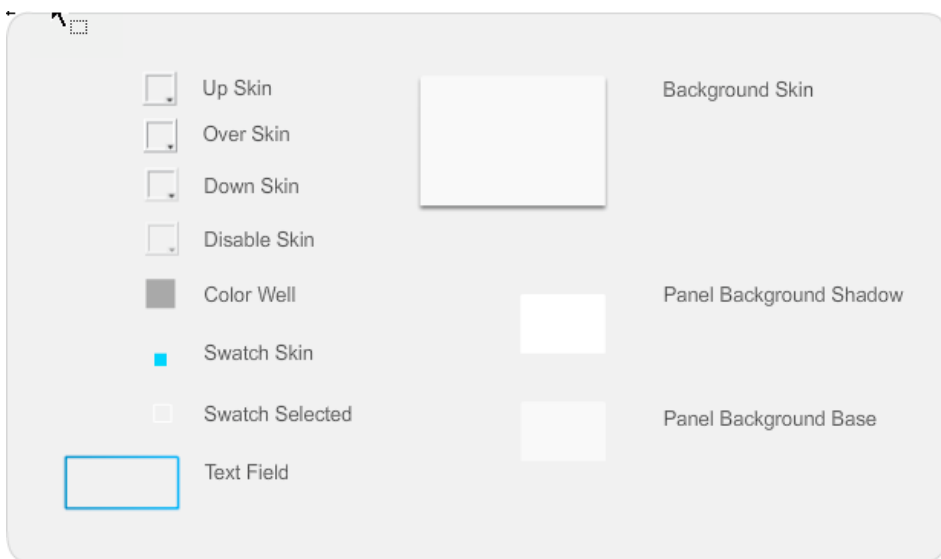 Up Skin
Over Skin
Down Skin
Disable Skin
Color Well
Swatch Skin
Swatch Selected
Text Field
Background Skin
Panel Background Shadow
Panel Background Base